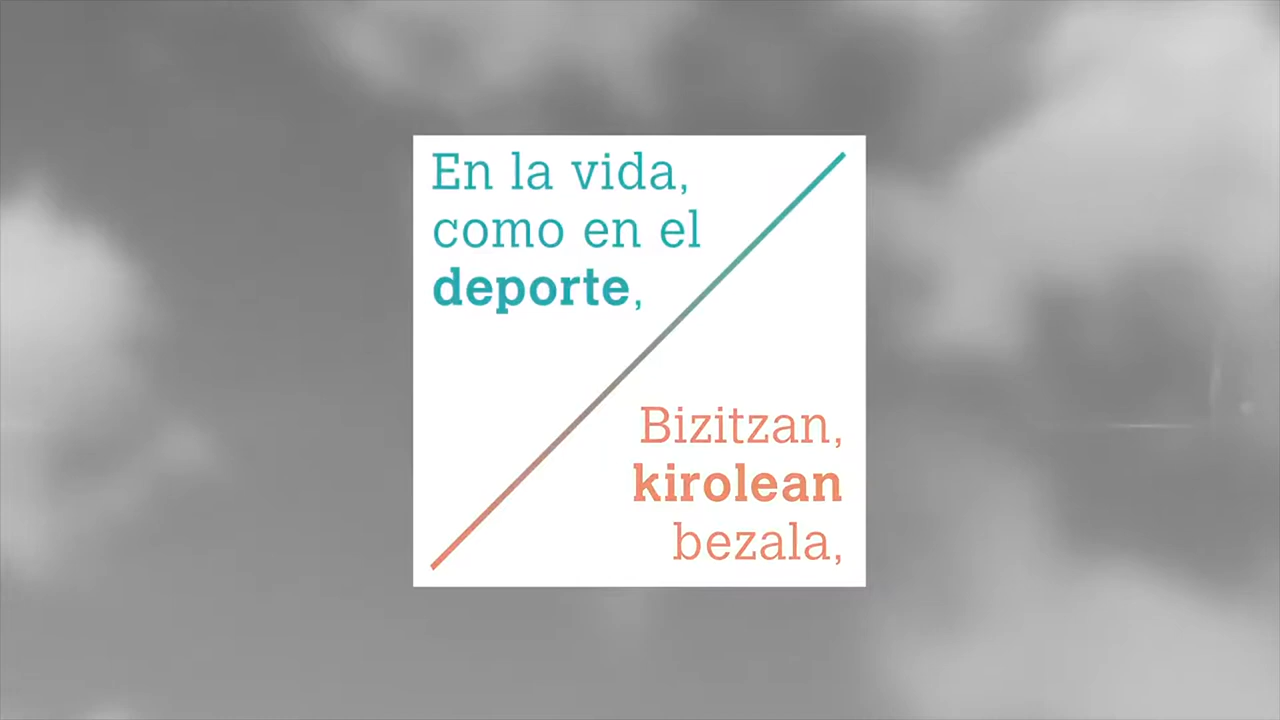 En la vida,
como en el
deporte,
Bizitzan,
kirolean
bezala,